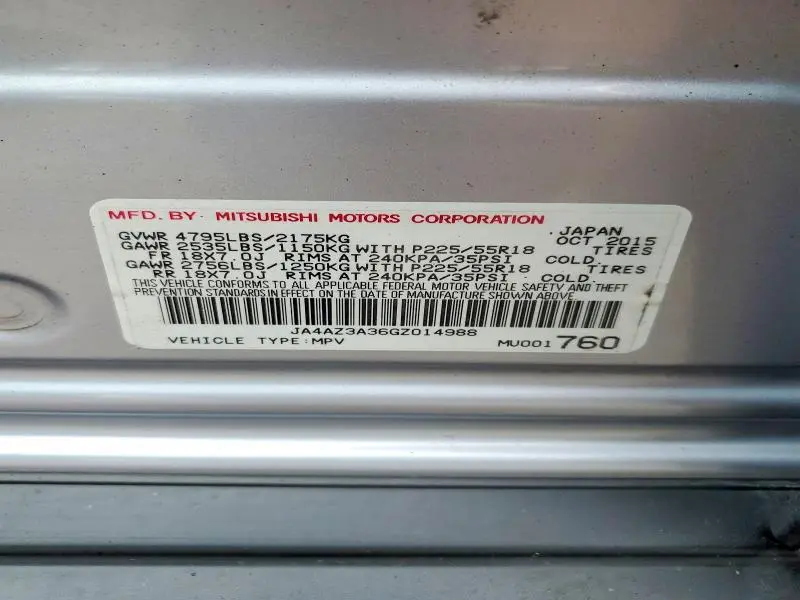 MFD. BY MITSUBISHI MOTORS CORPORATION
JAPAN
GVWR 4795LBS/2175KG OCT 2015
GAWR 2535LBS/1150KG WITH P225/55R18 TIRES
FR 18X7.0J RIMS AT 240KPA/35PSI COLD.
GAWR 2756LBS/1250KG WITH P225/55R18 TIRES
RR 18X7.0J RIMS AT 240KPA/35PSI COLD.
THIS VEHICLE CONFORMS TO ALL APPLICABLE FEDERAL MOTOR VEHICLE SAFETY AND THEFT
PREVENTION STANDARDS IN EFFECT ON THE DATE OF MANUFACTURE SHOWN ABOVE.
JA4AZ3A36GZ014988
VEHICLE TYPE:MPV MU001760